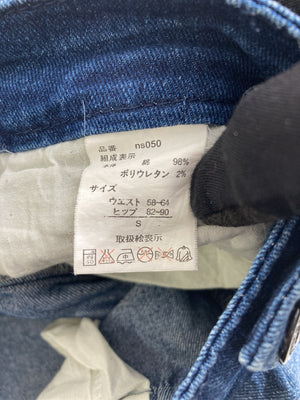 品番 ns050
組成表示
綿 98%
ポリウレタン 2%
サイズ
ウエスト 58~64
ヒップ 82~90
S
取扱絵表示